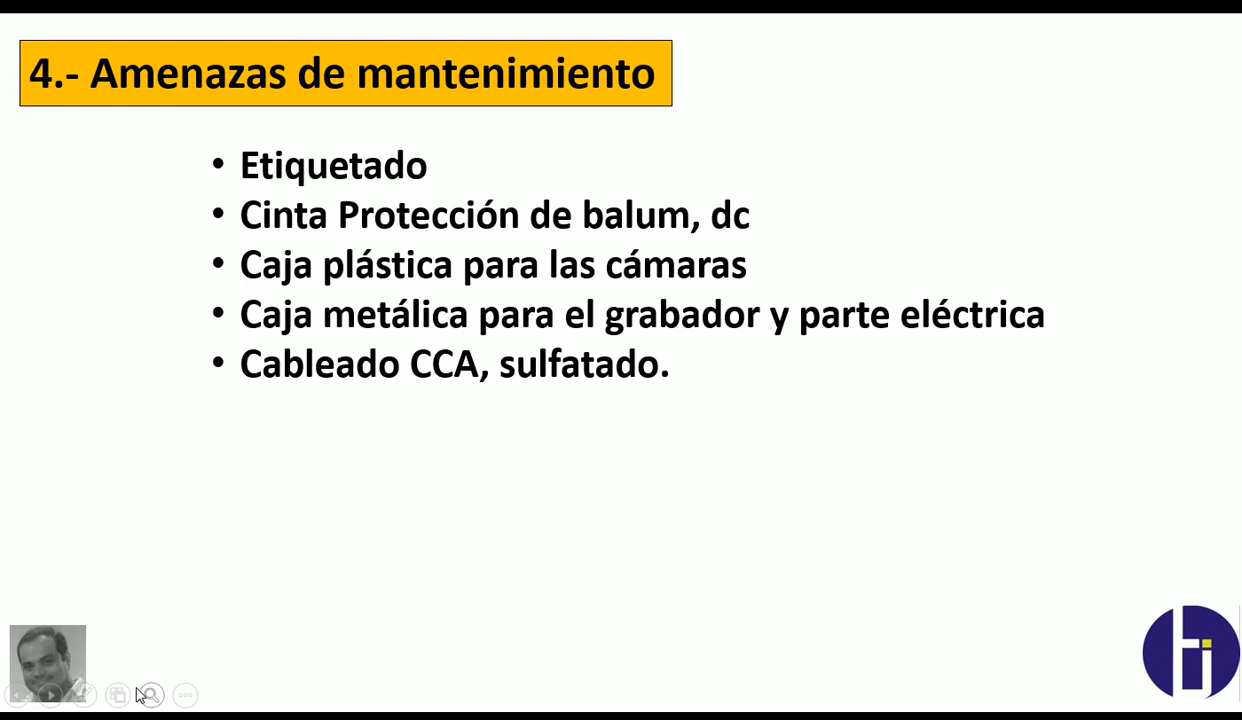 4.- Amenazas de mantenimiento
• Etiquetado
• Cinta Protección de balum, dc
• Caja plástica para las cámaras
• Caja metálica para el grabador y parte eléctrica
• Cableado CCA, sulfatado.